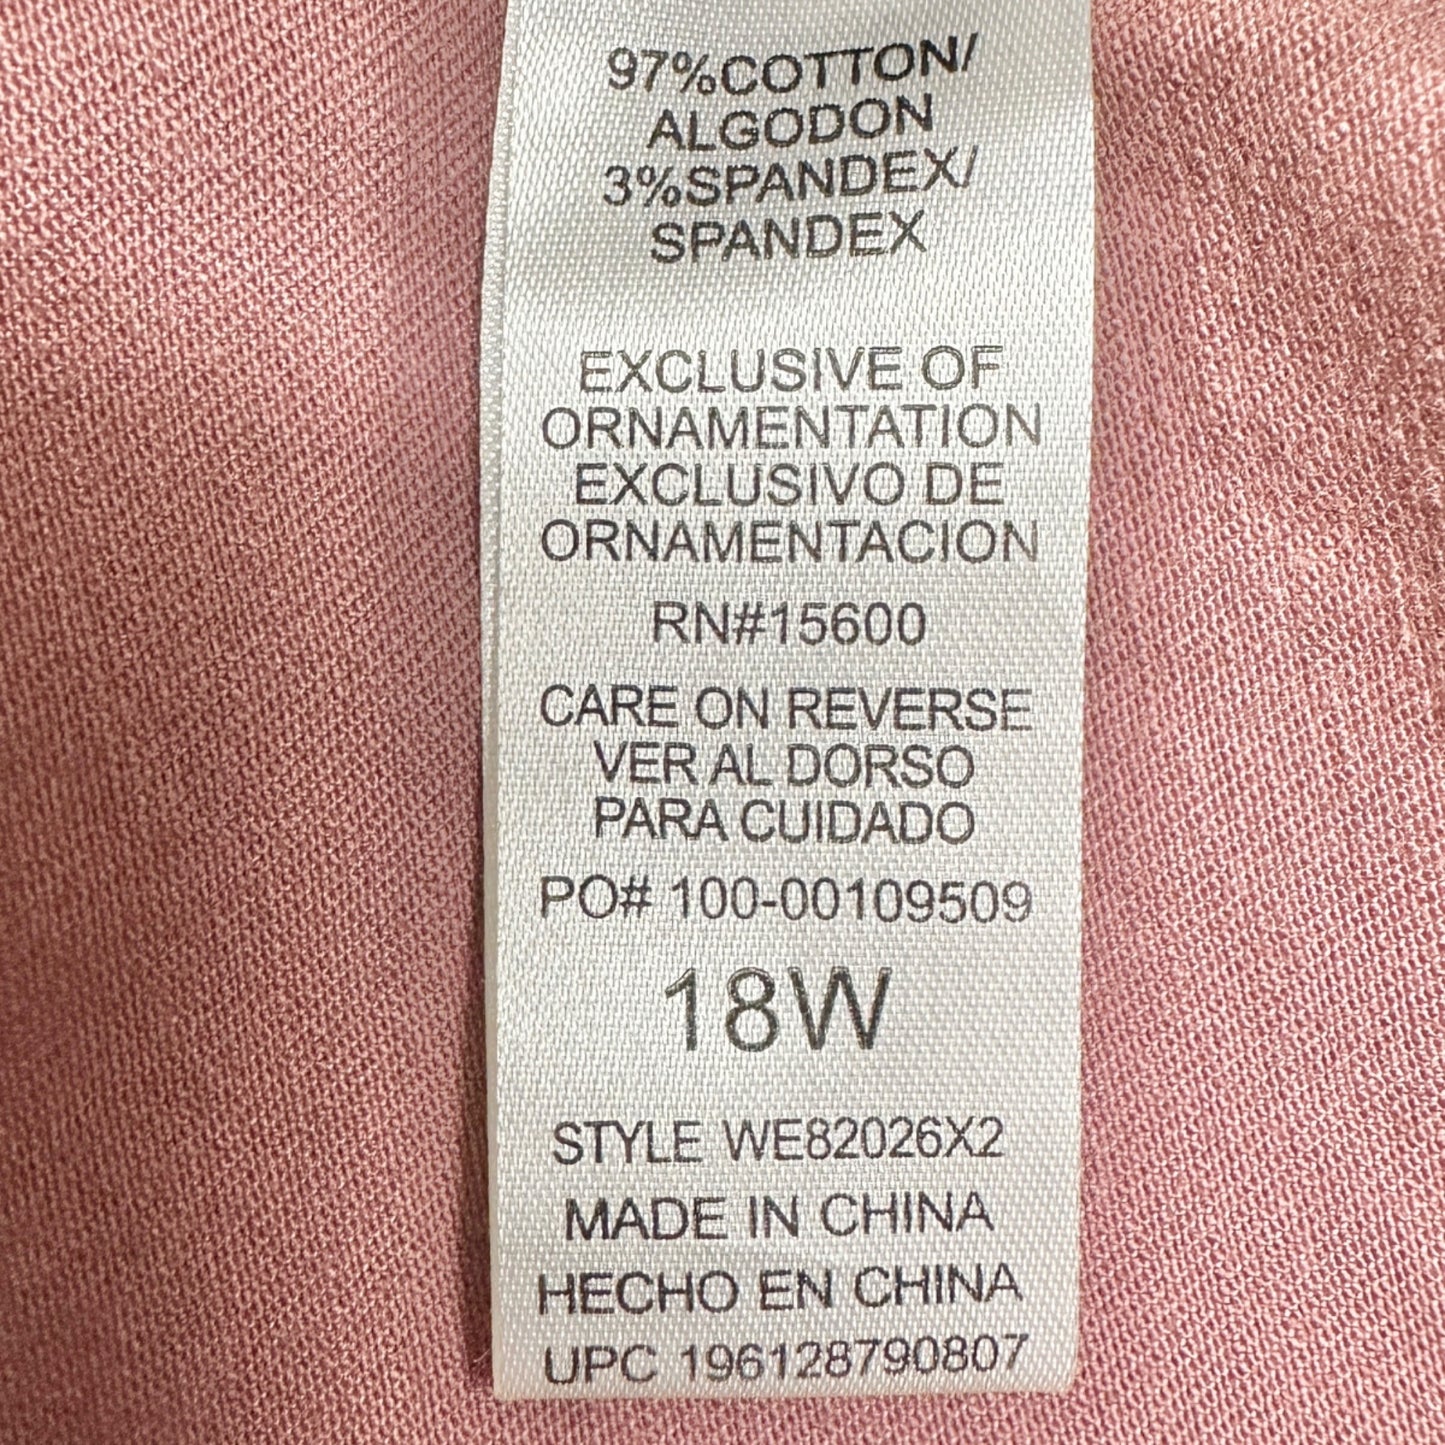 97%COTTON/
ALGODON
3%SPANDEX/
SPANDEX
EXCLUSIVE OF
ORNAMENTATION
EXCLUSIVO DE
ORNAMENTACION
RN#15600
CARE ON REVERSE
VER AL DORSO
PARA CUIDADO
PO# 100-00109509
18W
STYLE WE82026X2
MADE IN CHINA
HECHO EN CHINA
UPC 196128790807